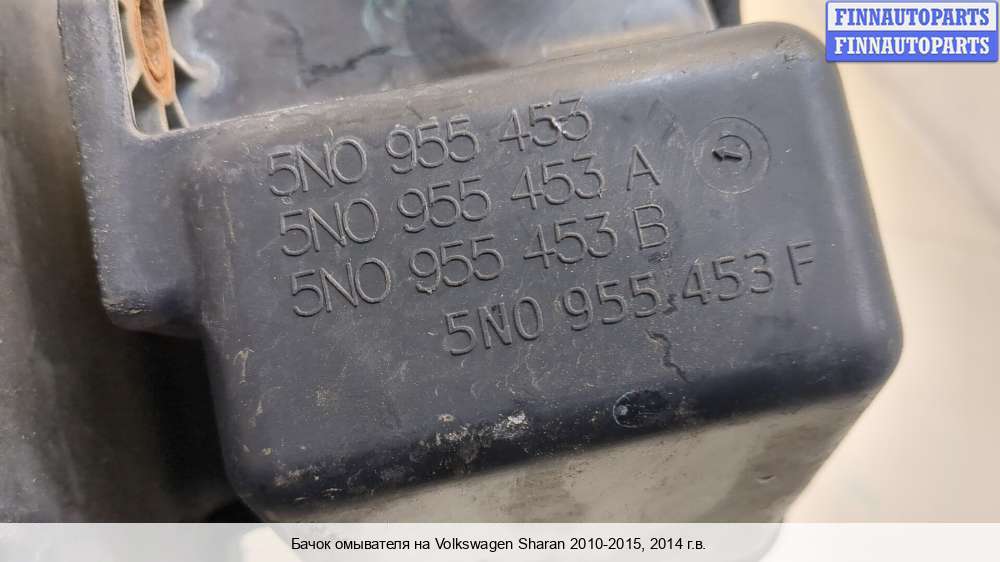 FINNAUTOPARTS
FINNAUTOPARTS
5N0 955 453
5N0 955 453 A
5N0 955 453 B
5N0 955 453 F
Бачок омывателя на Volkswagen Sharan 2010-2015, 2014 г.в.